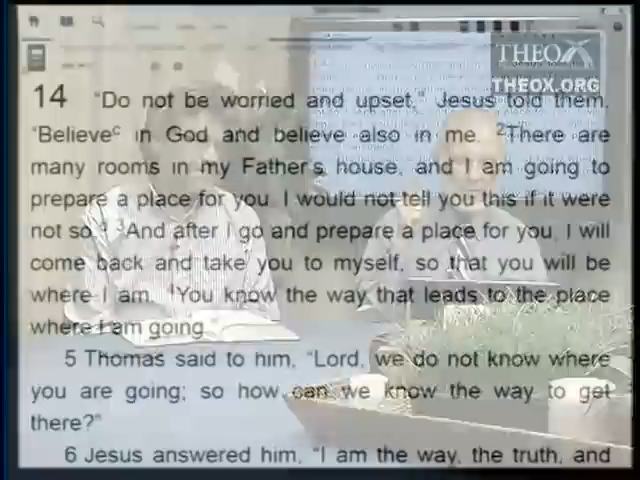 THEOX
THEOX.ORG
14 "Do not be worried and upset," Jesus told them.
"Believeᶜ in God and believe also in me. ²There are
many rooms in my Father's house, and I am going to
prepare a place for you. I would not tell you this if it were
not so.ᵈ ³And after I go and prepare a place for you, I will
come back and take you to myself, so that you will be
where I am. ⁴You know the way that leads to the place
where I am going.
5 Thomas said to him, "Lord, we do not know where
you are going; so how can we know the way to get
there?"
6 Jesus answered him, "I am the way, the truth, and